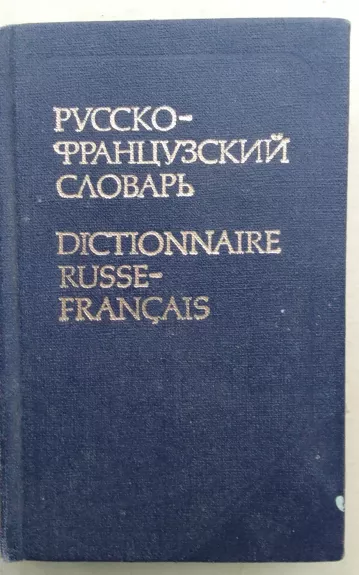 РУССКО-
ФРАНЦУЗСКИЙ
СЛОВАРЬ
DICTIONNAIRE
RUSSE-
FRANÇAIS